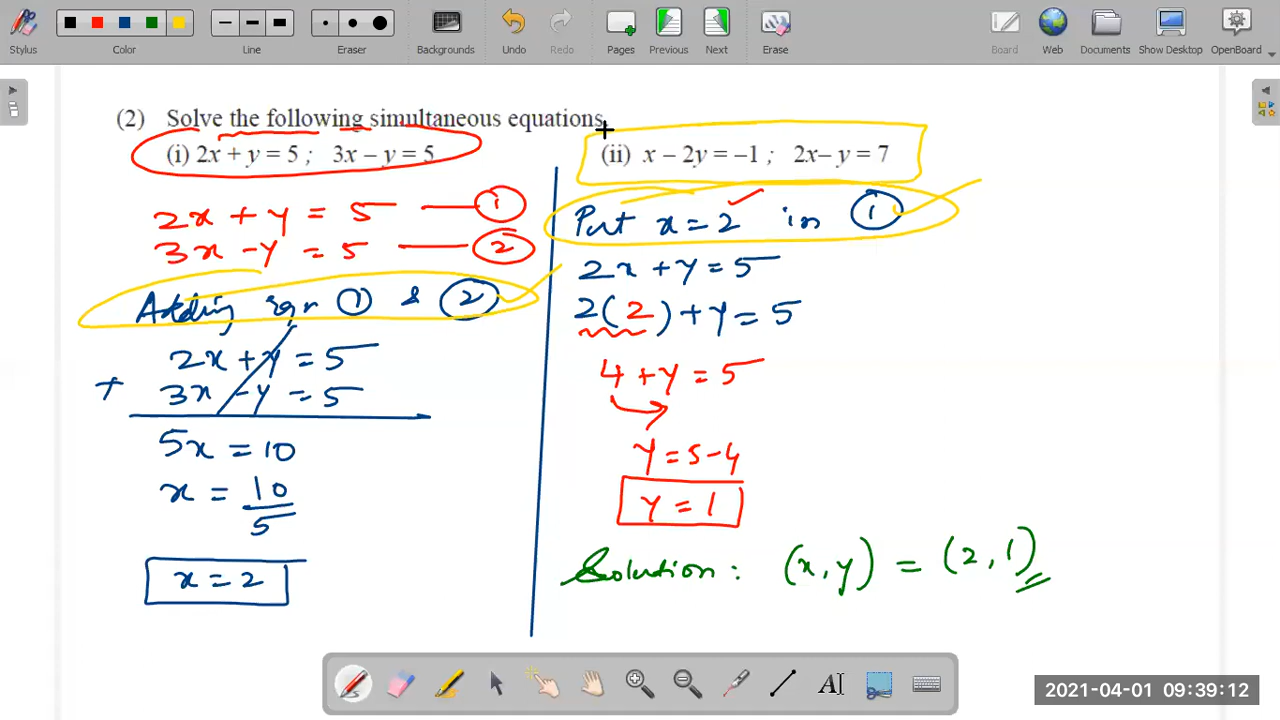 Stylus Color Line Eraser Backgrounds Undo Redo Pages Previous Next Erase Board Web Documents Show Desktop OpenBoard
(2) Solve the following simultaneous equations.
(i) 2x + y = 5 ; 3x – y = 5
(ii) x – 2y = –1 ; 2x– y = 7
2x + y = 5 — 1
3x - y = 5 — 2
Adding eqn 1 & 2
2x + y = 5
+ 3x - y = 5
5x = 10
x = 10/5
x = 2
Put x = 2 in 1
2x + y = 5
2(2) + y = 5
4 + y = 5
y = 5-4
y = 1
Solution : (x, y) = (2, 1)
2021-04-01 09:39:12